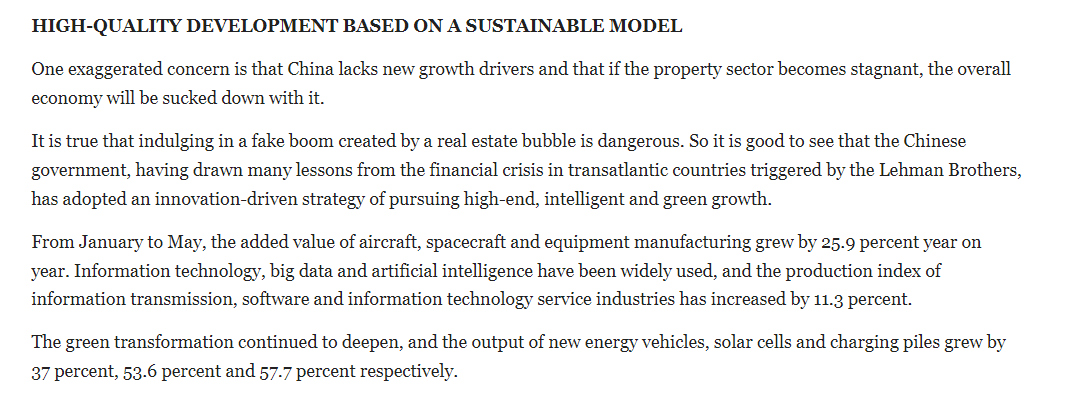 HIGH-QUALITY DEVELOPMENT BASED ON A SUSTAINABLE MODEL
One exaggerated concern is that China lacks new growth drivers and that if the property sector becomes stagnant, the overall
economy will be sucked down with it.
It is true that indulging in a fake boom created by a real estate bubble is dangerous. So it is good to see that the Chinese
government, having drawn many lessons from the financial crisis in transatlantic countries triggered by the Lehman Brothers,
has adopted an innovation-driven strategy of pursuing high-end, intelligent and green growth.
From January to May, the added value of aircraft, spacecraft and equipment manufacturing grew by 25.9 percent year on
year. Information technology, big data and artificial intelligence have been widely used, and the production index of
information transmission, software and information technology service industries has increased by 11.3 percent.
The green transformation continued to deepen, and the output of new energy vehicles, solar cells and charging piles grew by
37 percent, 53.6 percent and 57.7 percent respectively.